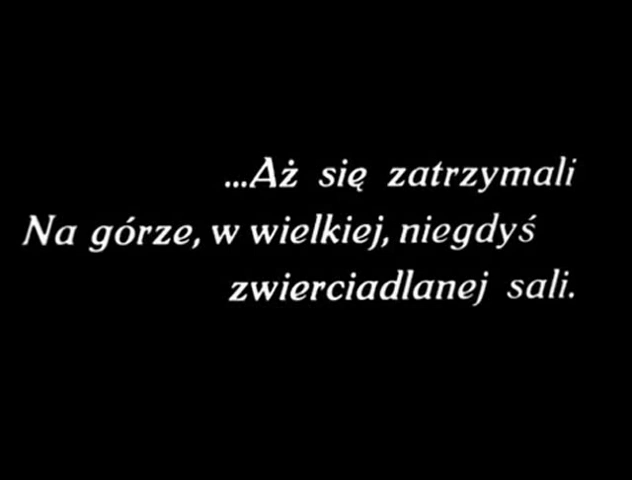 ...Aż się zatrzymali
Na górze, w wielkiej, niegdyś
zwierciadlanej sali.